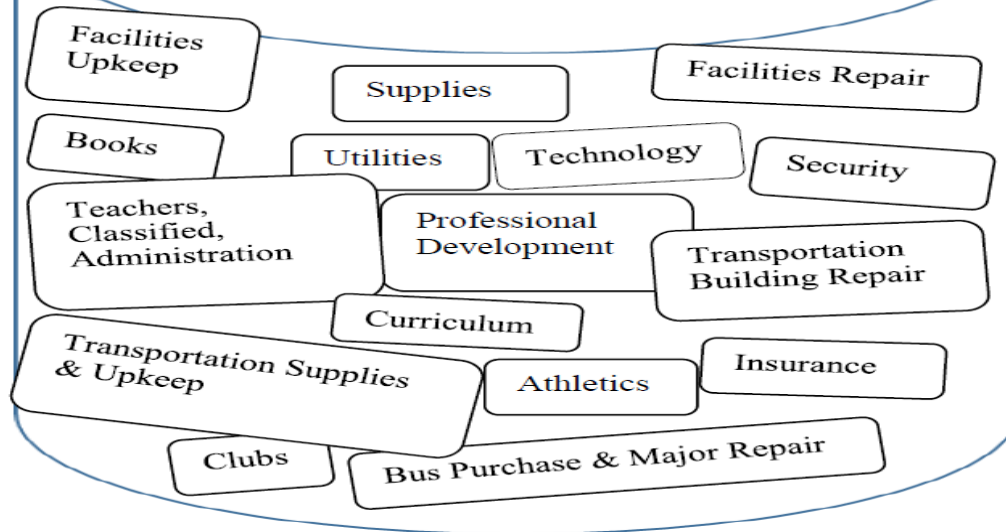 Facilities
Upkeep
Supplies
Facilities Repair
Books
Utilities
Technology
Security
Teachers,
Classified,
Administration
Professional
Development
Transportation
Building Repair
Curriculum
Transportation Supplies
& Upkeep
Athletics
Insurance
Clubs
Bus Purchase & Major Repair